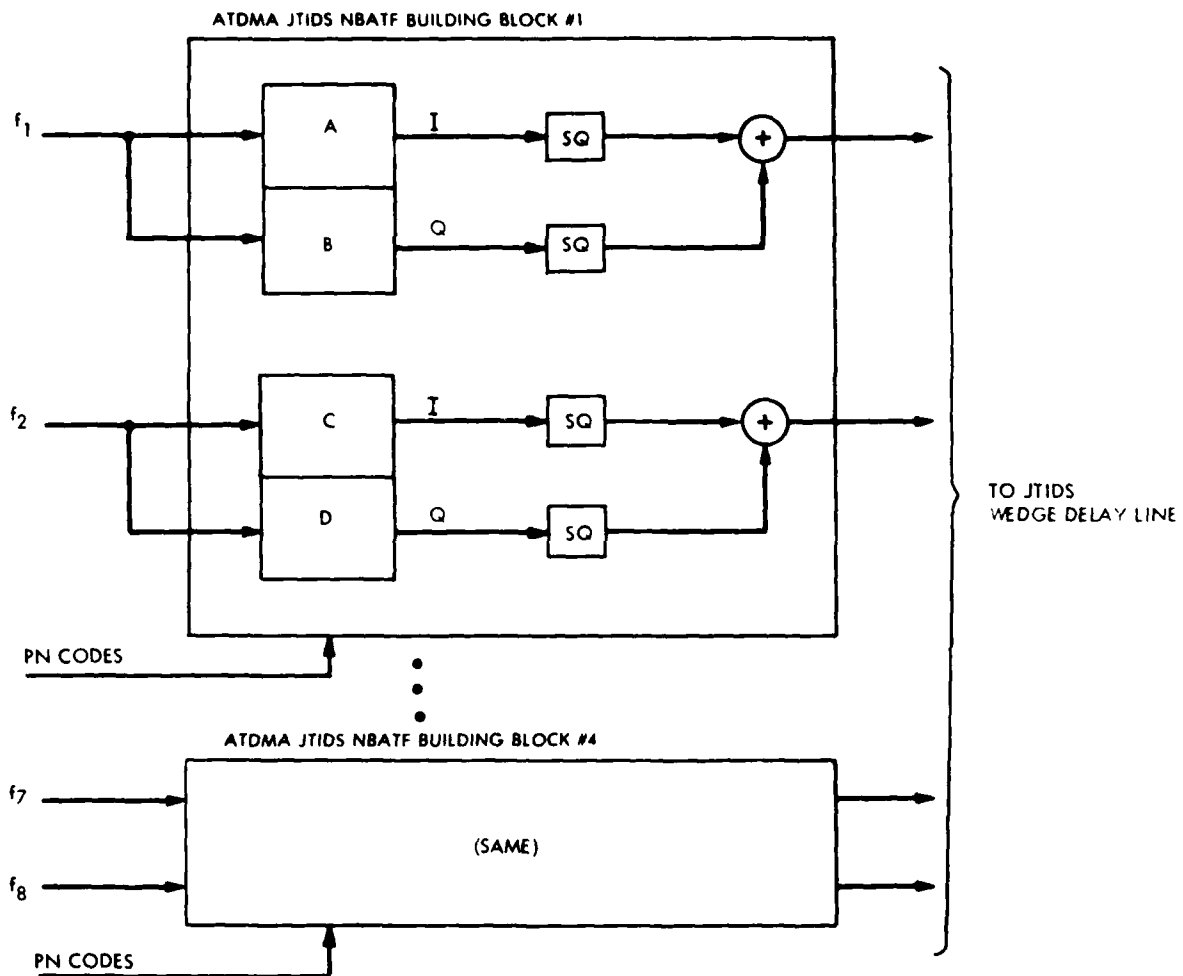 ATDMA JTIDS NBATF BUILDING BLOCK #1
f1
A
I
SQ
+
B
Q
SQ
f2
C
I
SQ
+
D
Q
SQ
TO JTIDS
WEDGE DELAY LINE
PN CODES
ATDMA JTIDS NBATF BUILDING BLOCK #4
f7
(SAME)
f8
PN CODES